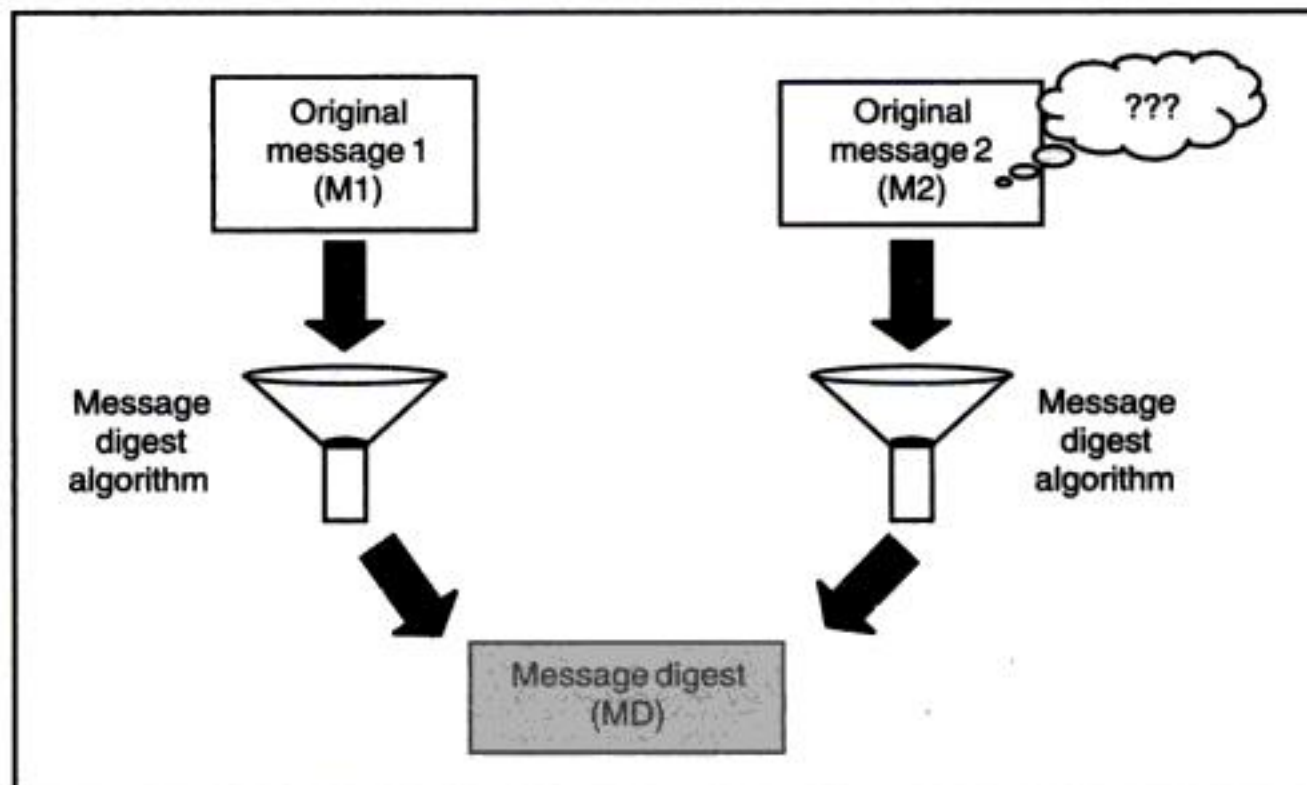 Original
message 1
(M1)
Original
message 2
(M2)
???
Message
digest
algorithm
Message
digest
algorithm
Message digest
(MD)